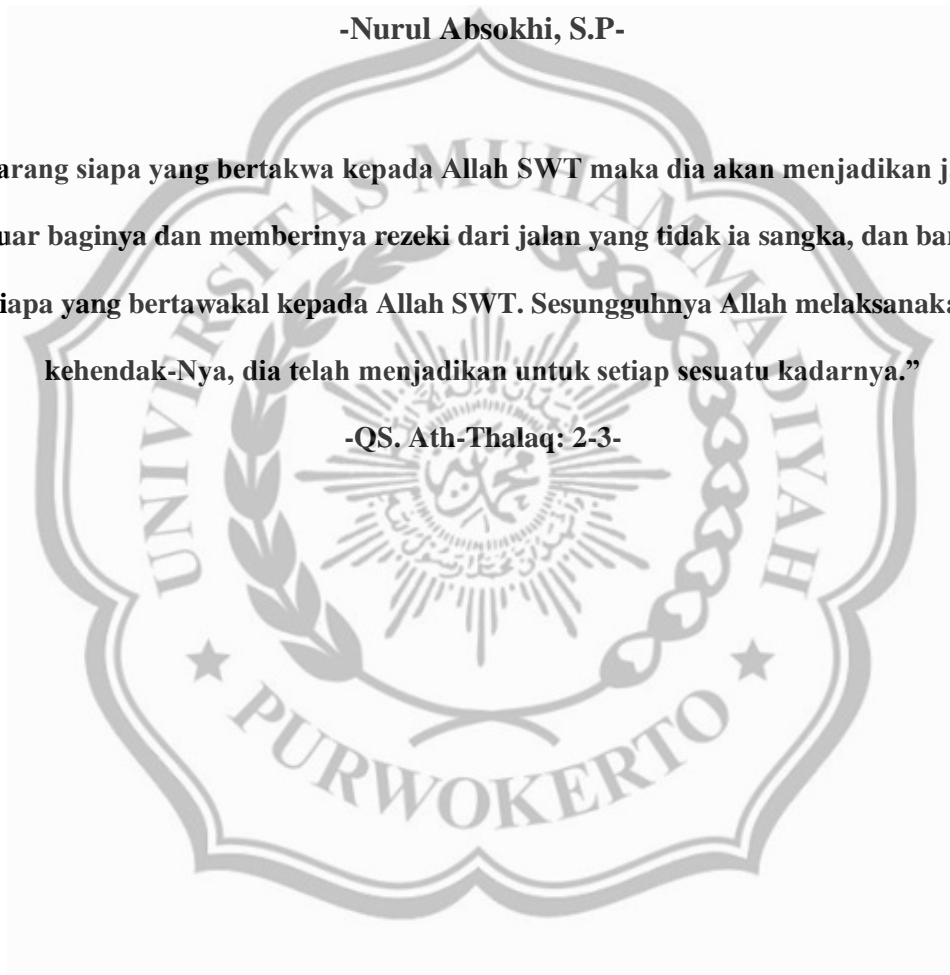 -Nurul Absokhi, S.P-
arang siapa yang bertakwa kepada Allah SWT maka dia akan menjadikan j
uar baginya dan memberinya rezeki dari jalan yang tidak ia sangka, dan bar
iapa yang bertawakal kepada Allah SWT. Sesungguhnya Allah melaksanaka
kehendak-Nya, dia telah menjadikan untuk setiap sesuatu kadarnya.”
-QS. Ath-Thalaq: 2-3-
UNIVERSITAS MUHAMMADIYAH
PURWOKERTO